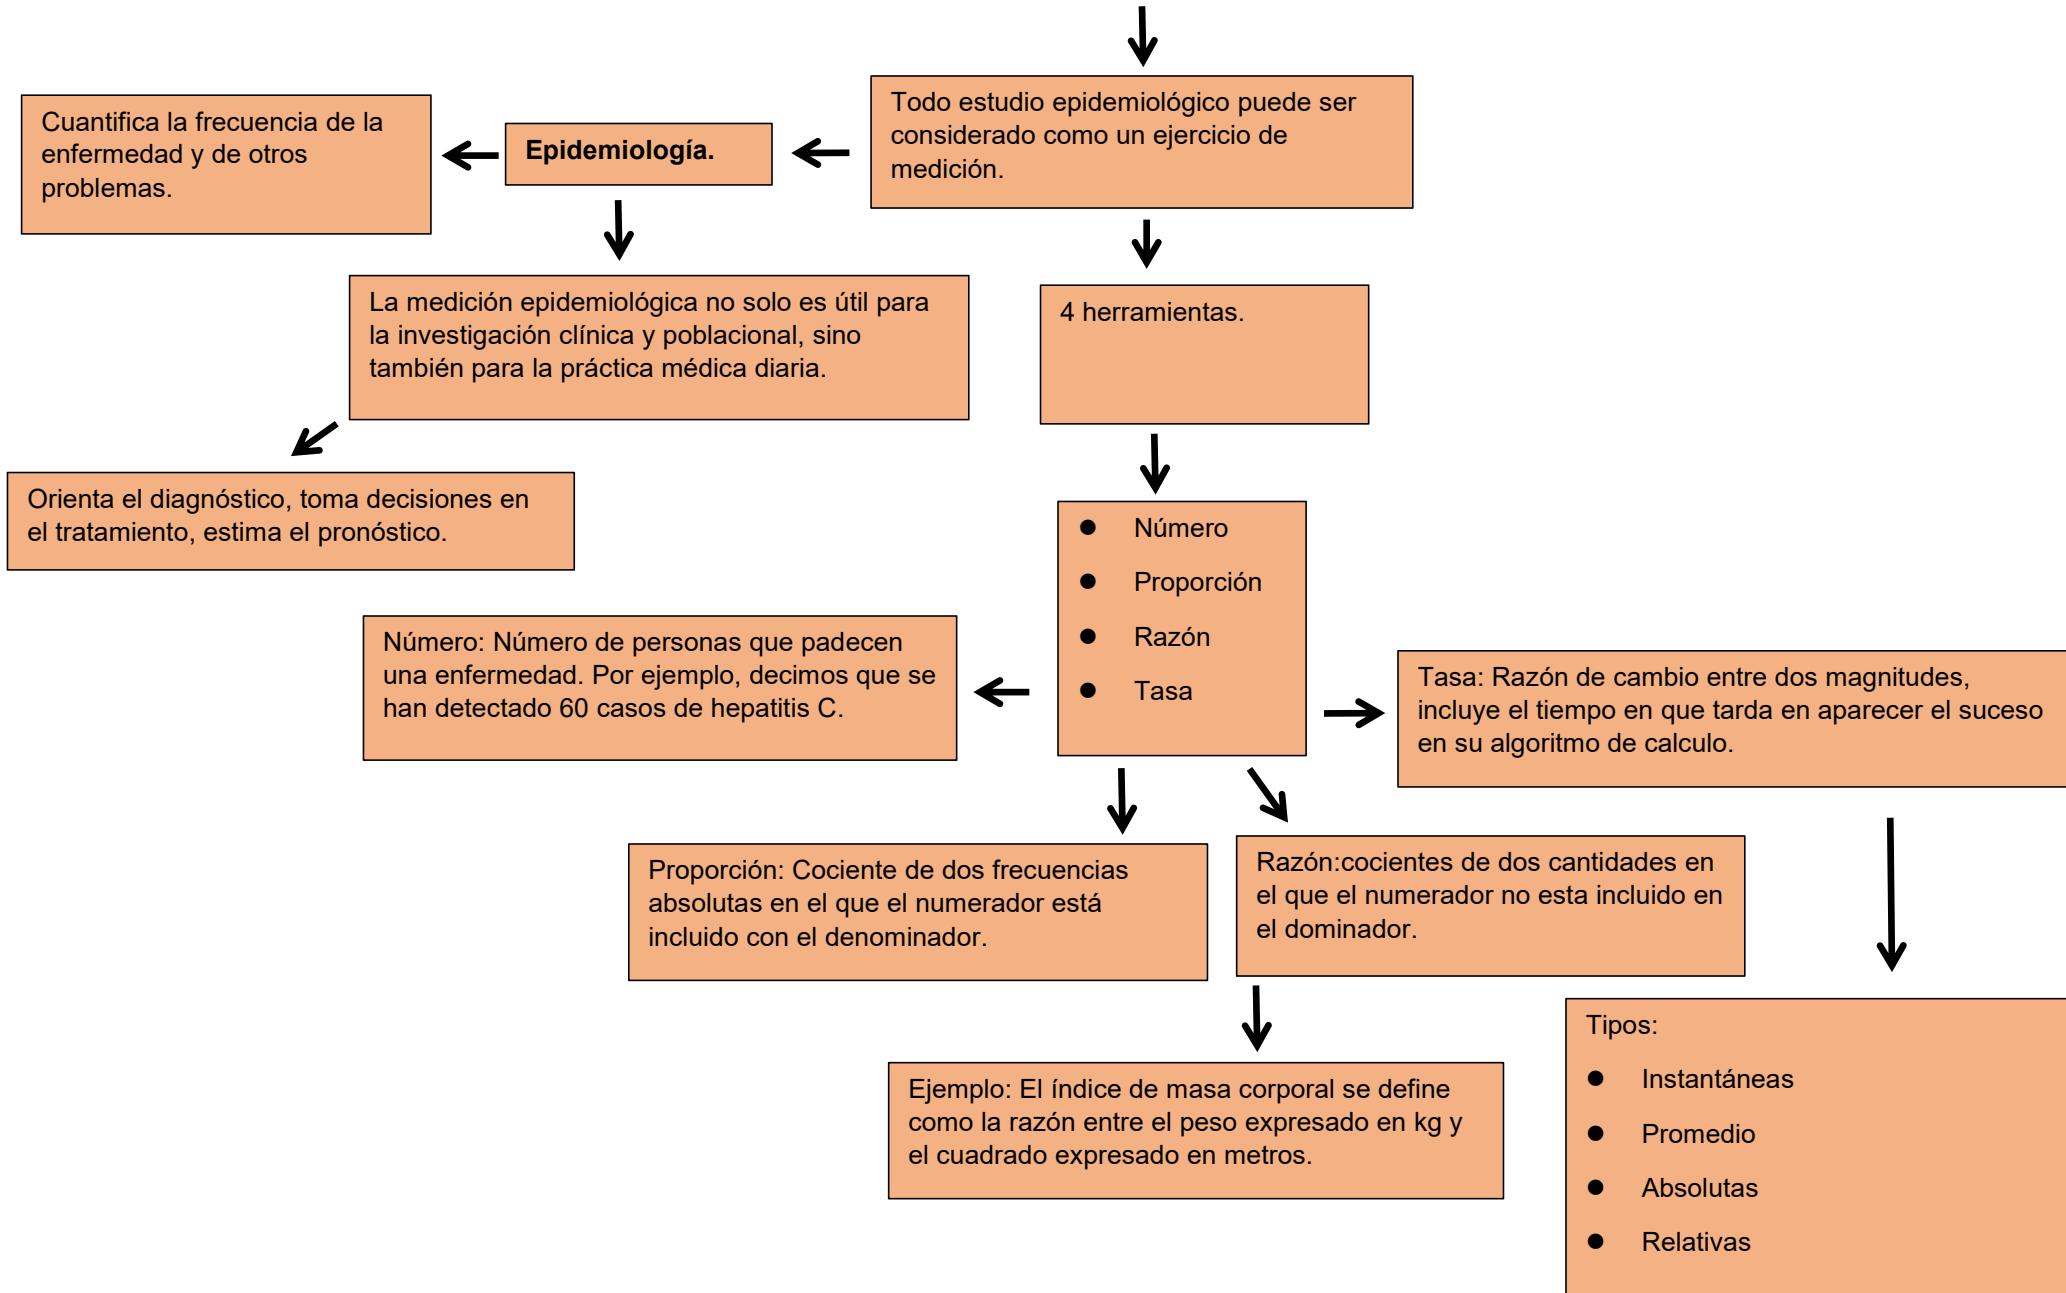 Todo estudio epidemiológico puede ser
considerado como un ejercicio de
medición.
Epidemiología.
Cuantifica la frecuencia de la
enfermedad y de otros
problemas.
La medición epidemiológica no solo es útil para
la investigación clínica y poblacional, sino
también para la práctica médica diaria.
Orienta el diagnóstico, toma decisiones en
el tratamiento, estima el pronóstico.
4 herramientas.
● Número
● Proporción
● Razón
● Tasa
Número: Número de personas que padecen
una enfermedad. Por ejemplo, decimos que se
han detectado 60 casos de hepatitis C.
Proporción: Cociente de dos frecuencias
absolutas en el que el numerador está
incluido con el denominador.
Razón:cocientes de dos cantidades en
el que el numerador no esta incluido en
el dominador.
Ejemplo: El índice de masa corporal se define
como la razón entre el peso expresado en kg y
el cuadrado expresado en metros.
Tasa: Razón de cambio entre dos magnitudes,
incluye el tiempo en que tarda en aparecer el suceso
en su algoritmo de calculo.
Tipos:
● Instantáneas
● Promedio
● Absolutas
● Relativas